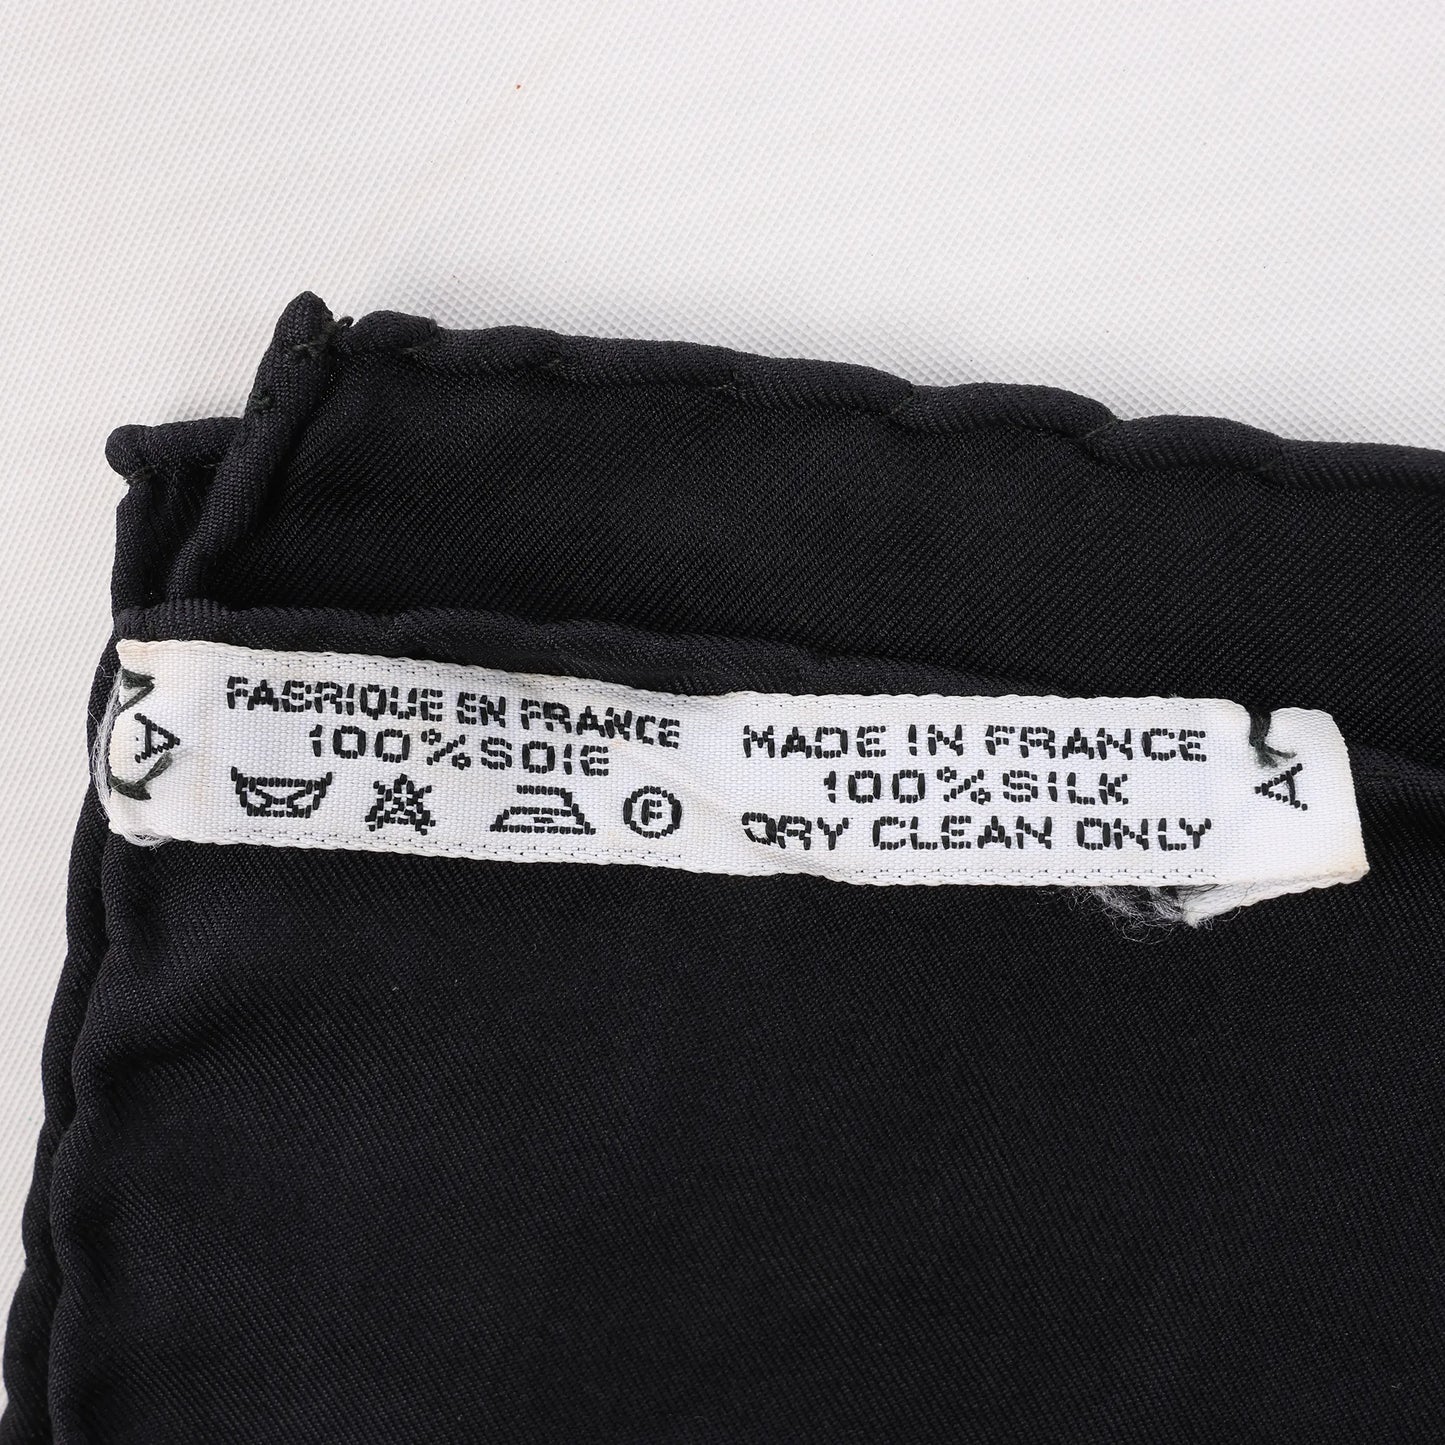 FABRIQUE EN FRANCE
100% SOIE
F
MADE IN FRANCE
100% SILK
DRY CLEAN ONLY
A
A